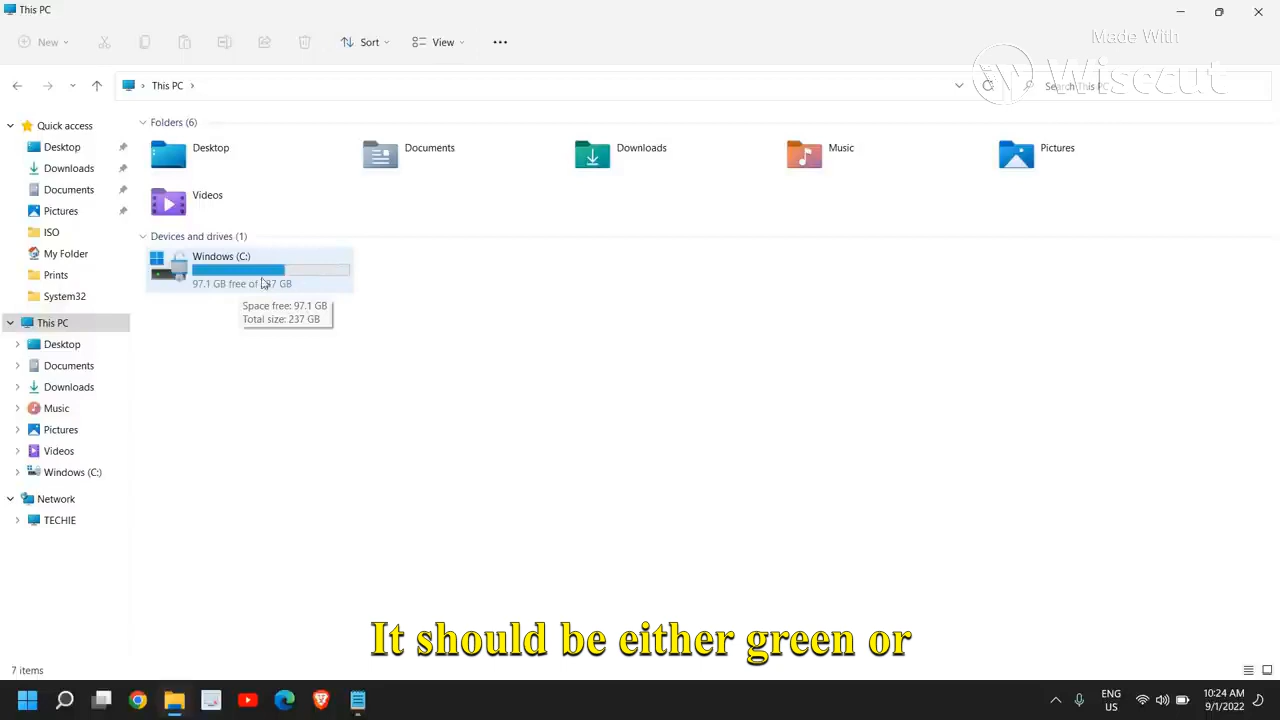 This PC
New
Sort
View
Made With
Wisecut
This PC
Search This PC
Quick access
Desktop
Downloads
Documents
Pictures
ISO
My Folder
Prints
System32
This PC
Desktop
Documents
Downloads
Music
Pictures
Videos
Windows (C:)
Network
TECHIE
Folders (6)
Desktop
Documents
Downloads
Music
Pictures
Videos
Devices and drives (1)
Windows (C:)
97.1 GB free of 237 GB
Space free: 97.1 GB
Total size: 237 GB
It should be either green or
7 items
ENG
US
10:24 AM
9/1/2022